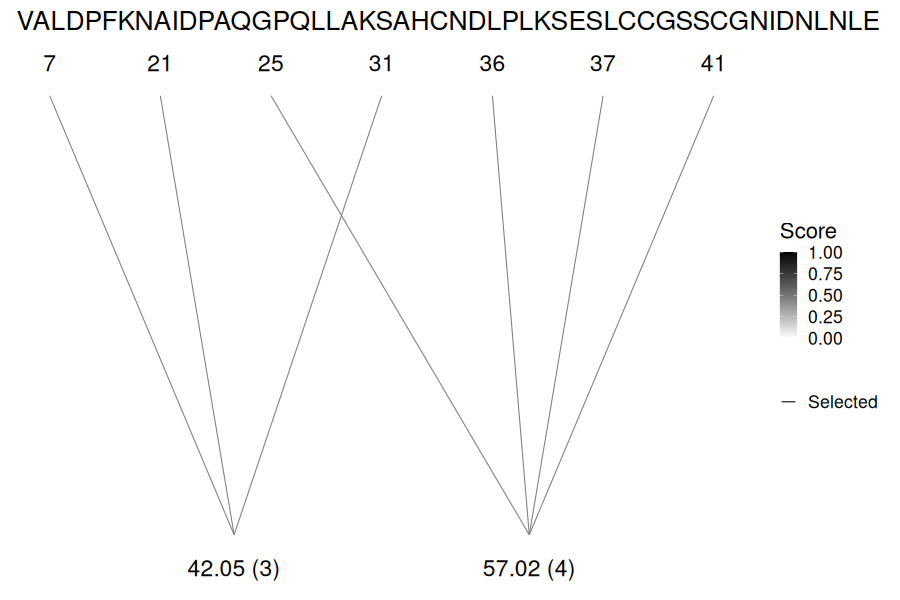 VALDPFKNAIDPAQGPQLLAKSAHCNDLPLKSESLCCGSSCGNIDNLNLE
7 21 25 31 36 37 41
Score
1.00
0.75
0.50
0.25
0.00
Selected
42.05 (3) 57.02 (4)